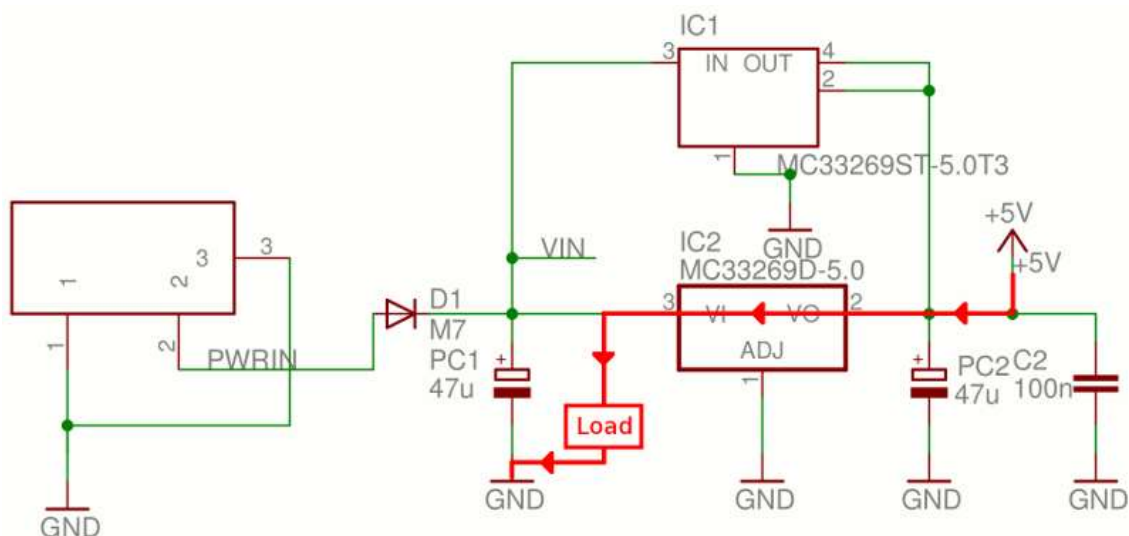 IC1
3
IN OUT
4
2
1
MC33269ST-5.0T3
GND
+5V
+5V
VIN
IC2
MC33269D-5.0
3
VI
VO
2
ADJ
1
GND
1
2
3
3
1
2
PWRIN
GND
D1
M7
PC1
47u
+
Load
GND
+
PC2
47u
GND
C2
100n
GND